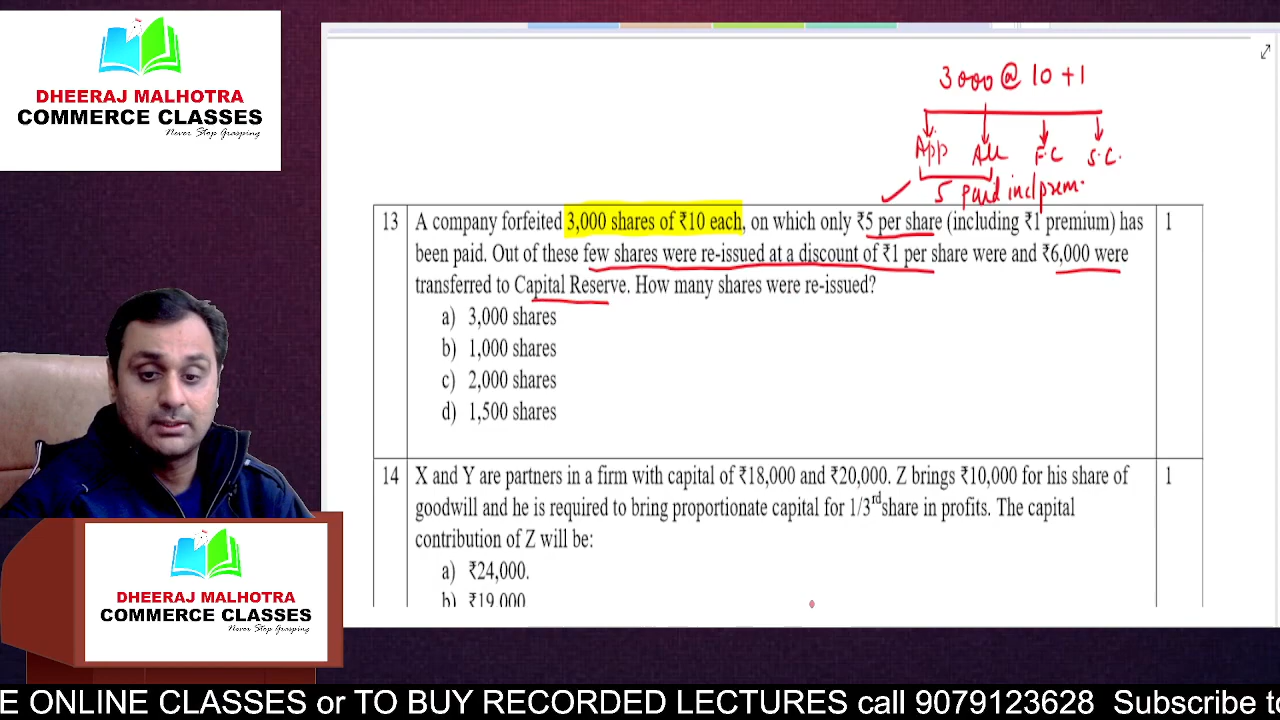 DHEERAJ MALHOTRA
COMMERCE CLASSES
Never Stop Grasping
3000 @ 10 + 1
App All F.C S.C.
5 paid incl prem.
13 A company forfeited 3,000 shares of ₹10 each, on which only ₹5 per share (including ₹1 premium) has 1
been paid. Out of these few shares were re-issued at a discount of ₹1 per share were and ₹6,000 were
transferred to Capital Reserve. How many shares were re-issued?
a) 3,000 shares
b) 1,000 shares
c) 2,000 shares
d) 1,500 shares
14 X and Y are partners in a firm with capital of ₹18,000 and ₹20,000. Z brings ₹10,000 for his share of 1
goodwill and he is required to bring proportionate capital for 1/3rd share in profits. The capital
contribution of Z will be:
a) ₹24,000.
b) ₹19,000
DHEERAJ MALHOTRA
COMMERCE CLASSES
Never Stop Grasping
E ONLINE CLASSES or TO BUY RECORDED LECTURES call 9079123628 Subscribe to